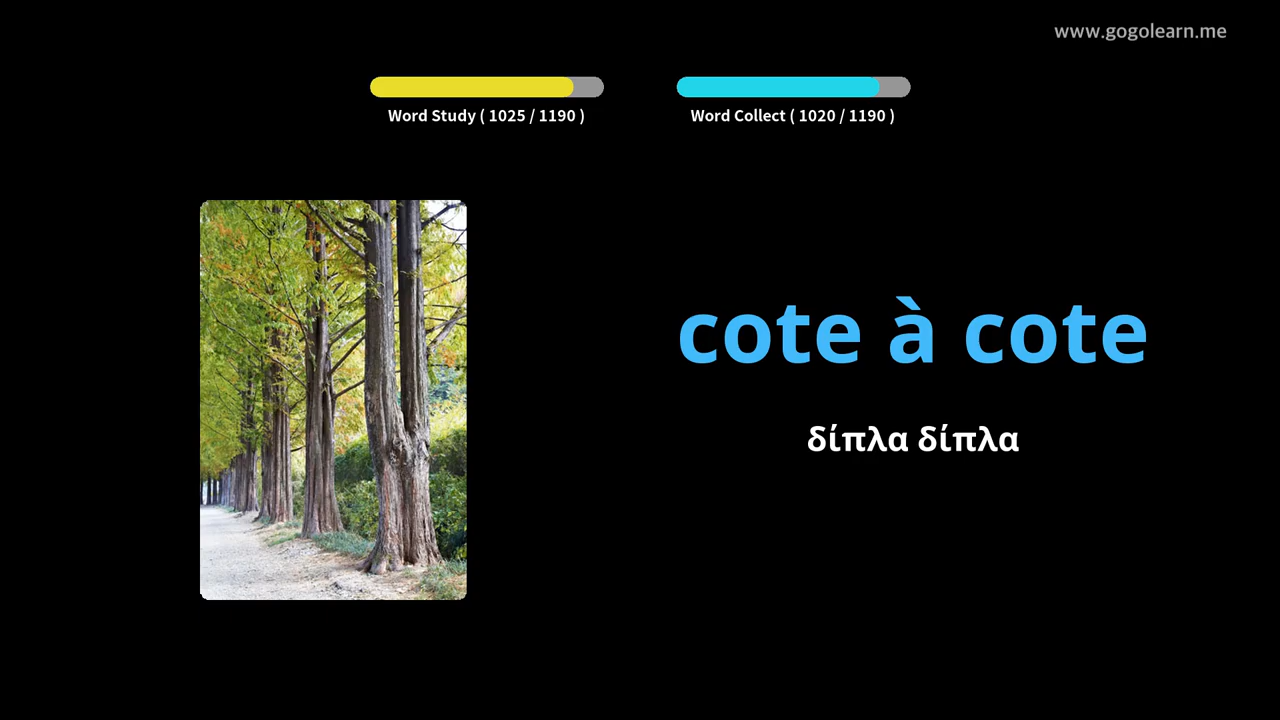 www.gogolearn.me
Word Study ( 1025 / 1190 )
Word Collect ( 1020 / 1190 )
cote à cote
δίπλα δίπλα